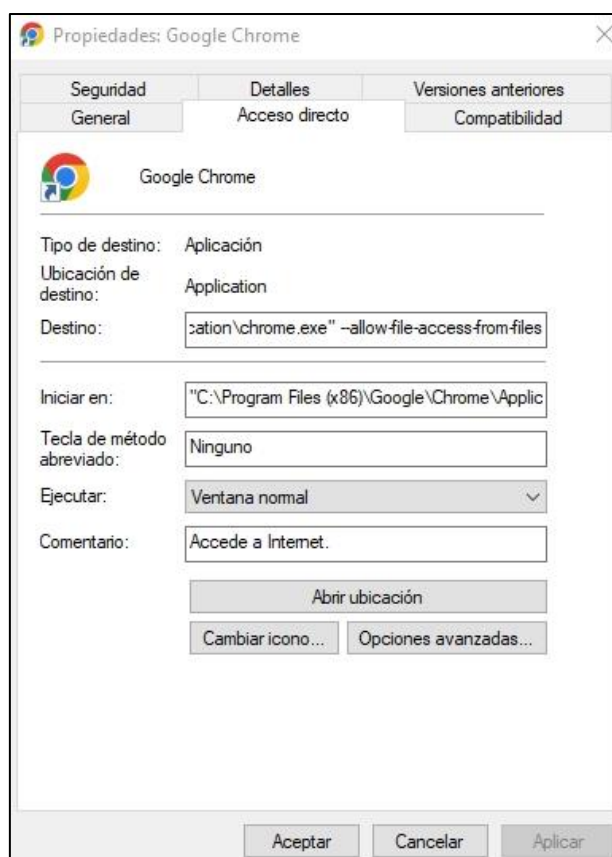 Propiedades: Google Chrome
Seguridad Detalles Versiones anteriores
General Acceso directo Compatibilidad
Google Chrome
Tipo de destino: Aplicación
Ubicación de
destino: Application
Destino: :ation\chrome.exe" --allow-file-access-from-files
Iniciar en: "C:\Program Files (x86)\Google\Chrome\Applic
Tecla de método
abreviado: Ninguno
Ejecutar: Ventana normal
Comentario: Accede a Internet.
Abrir ubicación
Cambiar icono... Opciones avanzadas...
Aceptar Cancelar Aplicar